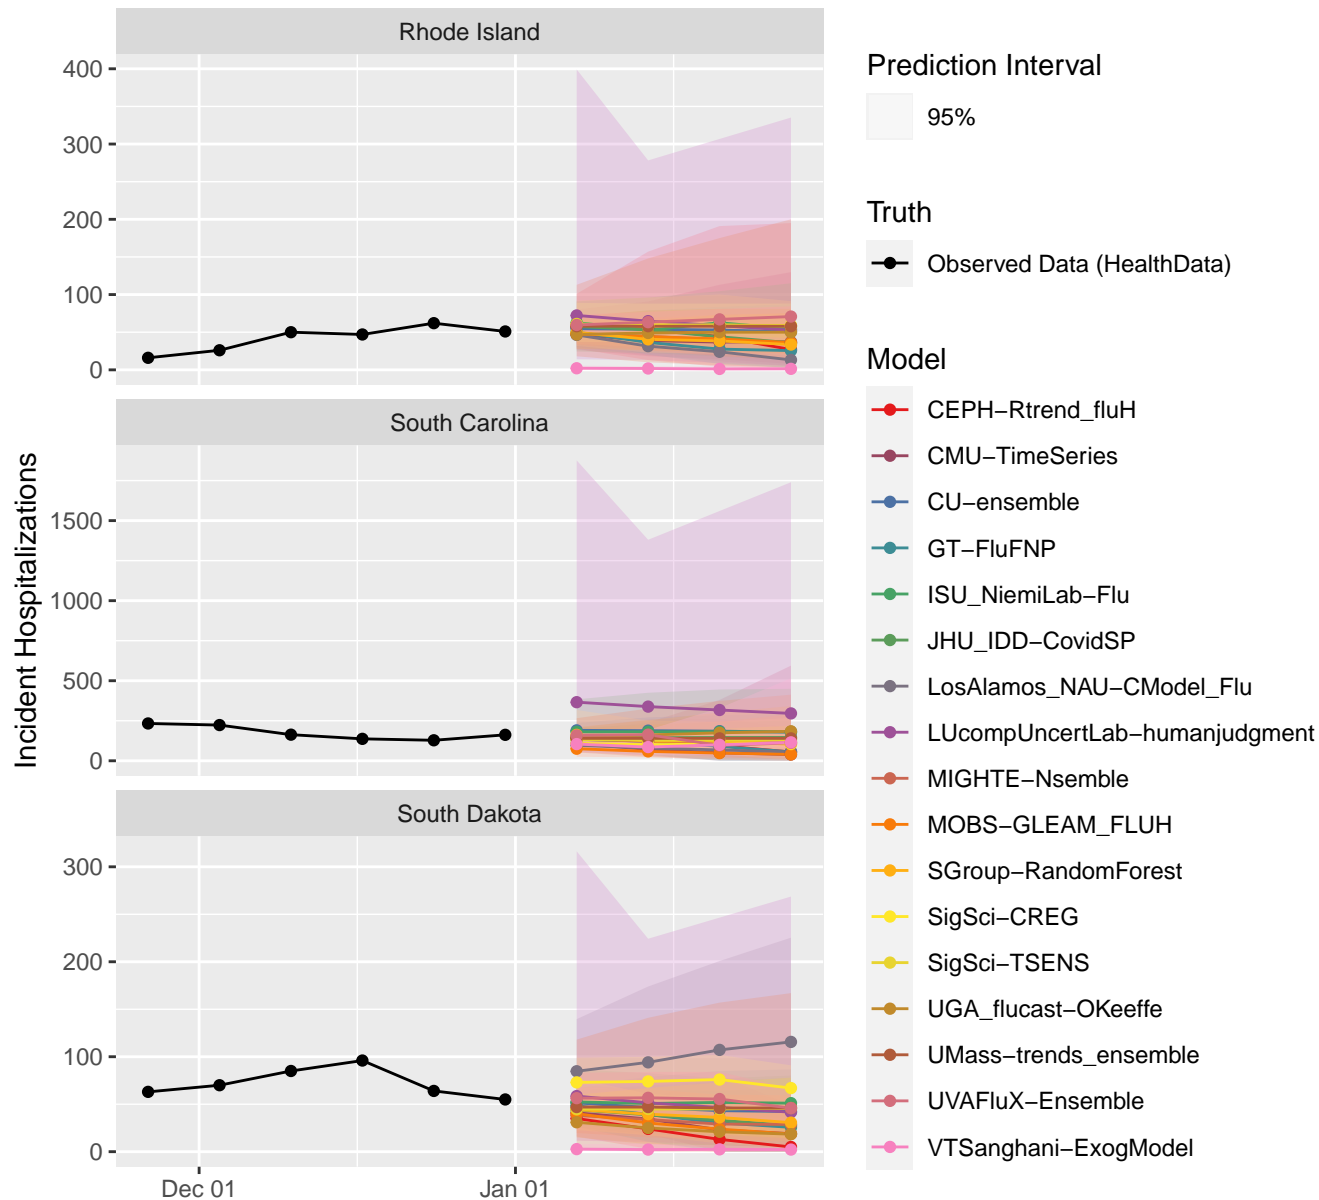 Rhode Island
400
300
200
100
0
South Carolina
1500
1000
500
0
South Dakota
300
200
100
0
Dec 01
Jan 01
Incident Hospitalizations
Prediction Interval
95%
Truth
Observed Data (HealthData)
Model
CEPH−Rtrend_fluH
CMU−TimeSeries
CU−ensemble
GT−FluFNP
ISU_NiemiLab−Flu
JHU_IDD−CovidSP
LosAlamos_NAU−CModel_Flu
LUcompUncertLab−humanjudgment
MIGHTE−Nsemble
MOBS−GLEAM_FLUH
SGroup−RandomForest
SigSci−CREG
SigSci−TSENS
UGA_flucast−OKeeffe
UMass−trends_ensemble
UVAFluX−Ensemble
VTSanghani−ExogModel